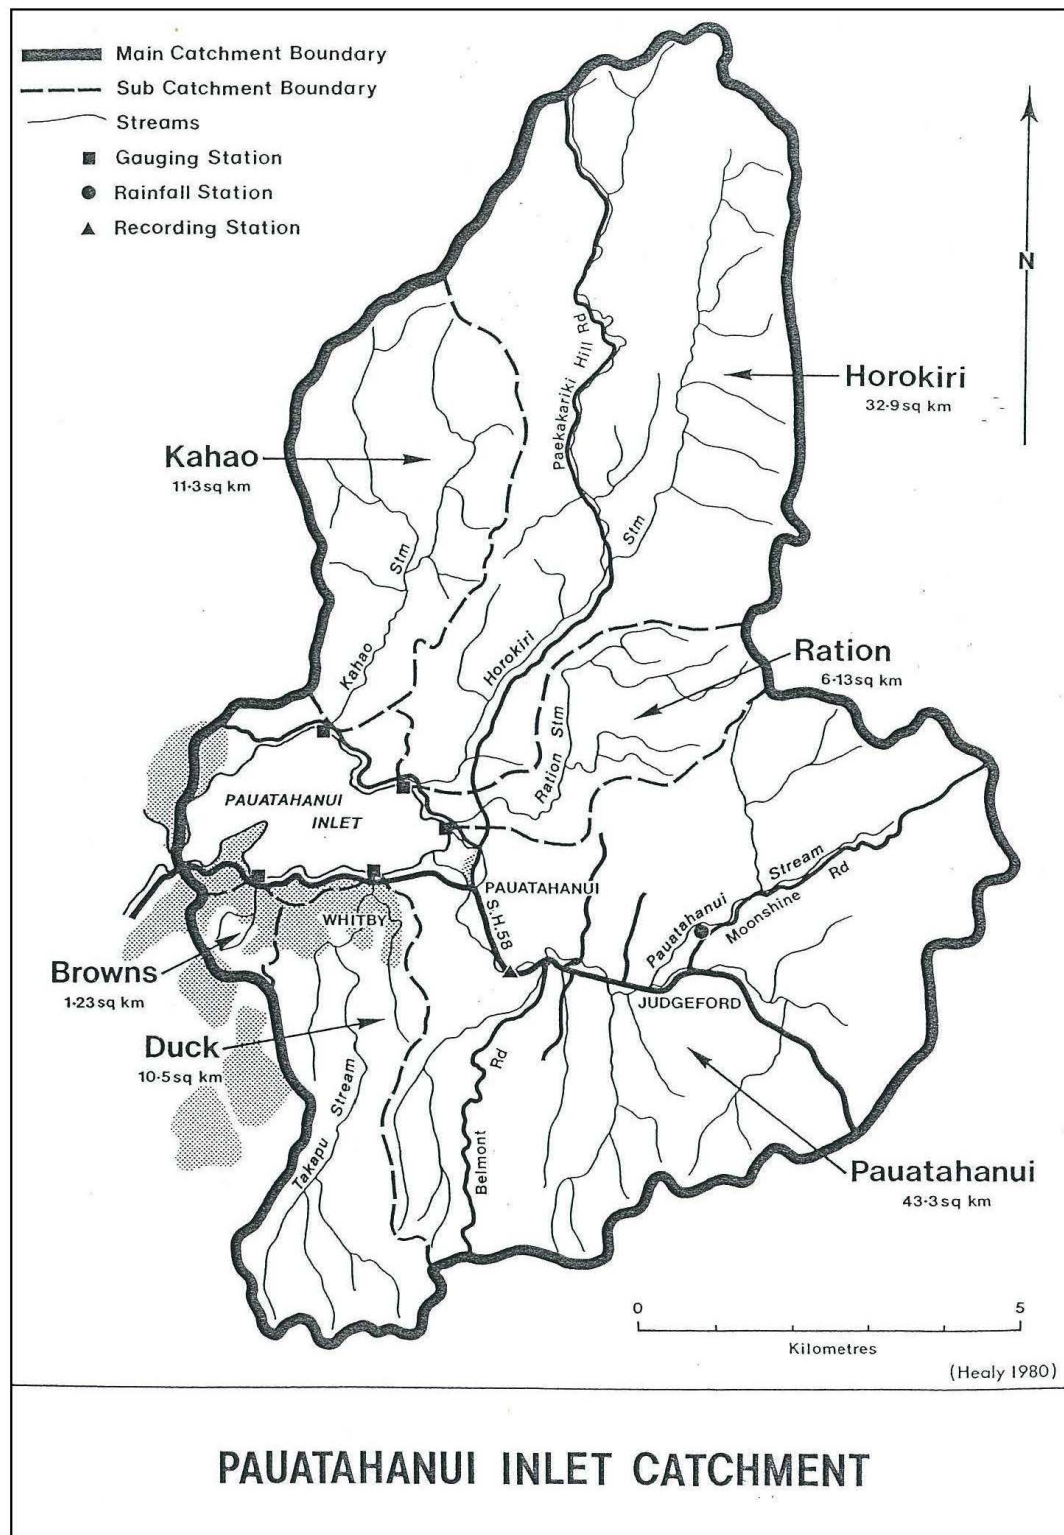 Main Catchment Boundary
Sub Catchment Boundary
Streams
Gauging Station
Rainfall Station
Recording Station
N
Paekakariki Hill Rd
Horokiri
32·9 sq km
Kahao
11·3 sq km
Stm
Stm
Kahao
Horokiri
Ration
6·13 sq km
Ration Stm
PAUATAHANUI
INLET
PAUATAHANUI
S.H.58
WHITBY
Pauatahanui Stream
Moonshine Rd
JUDGEFORD
Browns
1·23 sq km
Duck
10·5 sq km
Takapu Stream
Belmont Rd
Pauatahanui
43·3 sq km
0 5
Kilometres
(Healy 1980)
PAUATAHANUI INLET CATCHMENT